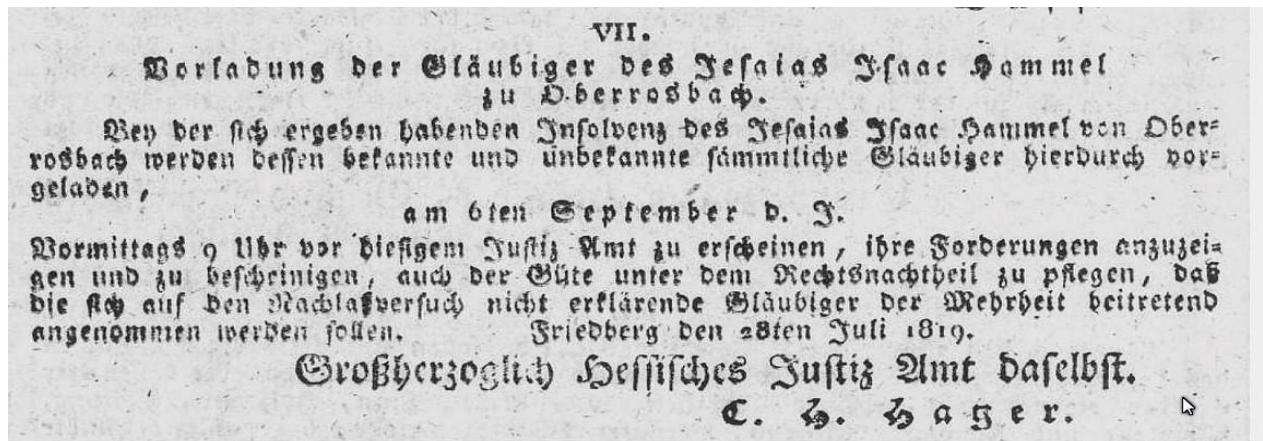 VII.
Vorladung der Gläubiger des Jesaias Isaac Hammel
zu Oberrosbach.
Bey der sich ergeben habenden Insolvenz des Jesaias Isaac Hammel von Ober-
rosbach werden dessen bekannte und unbekannte sämmtliche Gläubiger hierdurch vor-
geladen,
am 6ten September d. J.
Vormittags 9 Uhr vor hiesigem Justiz Amt zu erscheinen, ihre Forderungen anzuzei-
gen und zu bescheinigen, auch der Güte unter dem Rechtsnachtheil zu pflegen, daß
die sich auf den Nachlaßversuch nicht erklärende Gläubiger der Mehrheit beitretend
angenommen werden sollen. Friedberg den 28ten Juli 1819.
Großherzoglich Hessisches Justiz Amt daselbst.
C. H.